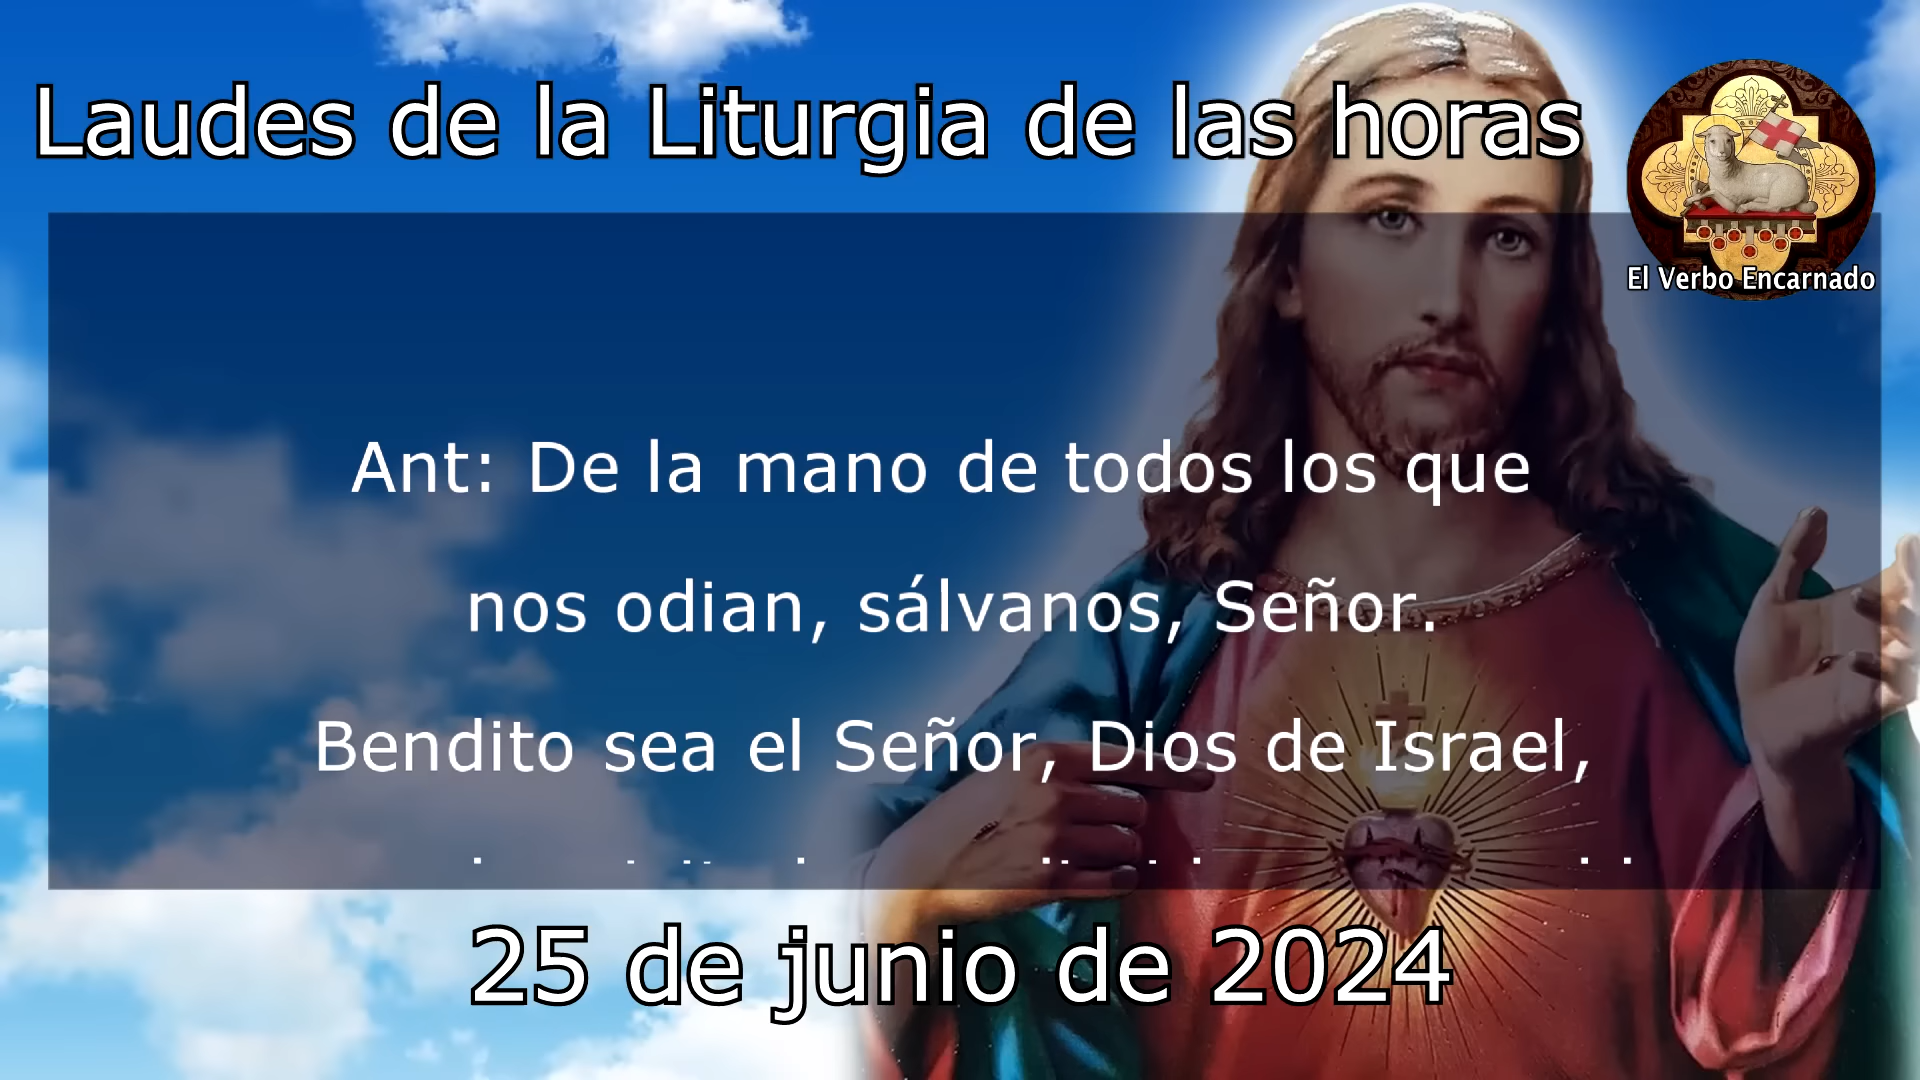 Laudes de la Liturgia de las horas
El Verbo Encarnado
Ant: De la mano de todos los que
nos odian, sálvanos, Señor.
Bendito sea el Señor, Dios de Israel,
25 de junio de 2024